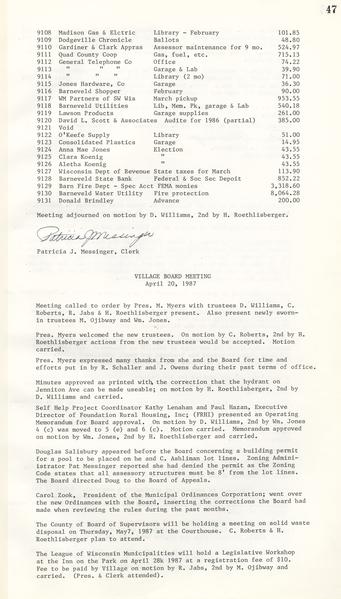 47
9108 Madison Gas & Elctric Library - February 101.85
9109 Dodgeville Chronicle Ballots 48.80
9110 Gardiner & Clark Appras Assessor maintenance for 9 mo. 524.97
9111 Quad County Coop Gas, fuel, etc. 715.13
9112 General Telephone Co Office 74.22
9113 " " " Garage & Lab 39.90
9114 " " " Library (2 mo) 71.00
9115 Jones Hardware, Co Garage 36.30
9116 Barneveld Shopper February 90.00
9117 WM Partners of SW Wia March pickup 953.55
9118 Barneveld Utilities Lib, Mem, Pk, garage & Lab 540.18
9119 Lawson Products Garage supplies 261.00
9120 David L. Scott & Associates Audits for 1986 (partial) 385.00
9121 Void
9122 O'Keefe Supply Library 51.00
9123 Consolidated Plastics Garage 14.95
9124 Anna Mae Jones Election 43.55
9125 Clara Koenig " 43.55
9126 Aletha Koenig " 43.55
9127 Wisconsin Dept of Revenue State taxes for March 113.90
9128 Barneveld State Bank Federal & Soc Sec Deposit 852.22
9129 Barn Fire Dept - Spec Acct FEMA monies 3,318.60
9130 Barneveld Water Utility Fire protection 8,064.28
9131 Donald Brindley Advance 200.00
Meeting adjourned on motion by D. Williams, 2nd by H. Roethlisberger.
Patricia J Messinger
Patricia J. Messinger, Clerk
VILLAGE BOARD MEETING
April 20, 1987
Meeting called to order by Pres. M. Myers with trustees D. Williams, C.
Roberts, R. Jabs & H. Roethlisberger present. Also present newly sworn-
in trustees M. Ojibway and Wm. Jones.
Pres. Myers welcomed the new trustees. On motion by C. Roberts, 2nd by H.
Roethlisberger actions from the new trustees would be accepted. Motion
carried.
Pres. Myers expressed many thanks from she and the Board for time and
efforts put in by R. Schaller and J. Owens during their past terms of office.
Minutes approved as printed with the correction that the hydrant on
Jenniton Ave can be made useable; on motion by H. Roethlisberger, 2nd by
D. Williams and carried.
Self Help Project Coordinator Kathy Lenahan and Paul Hazan, Executive
Director of Foundation Rural Housing, Inc; (FRHI) presented an Operating
Memorandum for Board approval. On motion by D. Williams, 2nd by Wm. Jones
4 (c) was moved to 5 (e) and 6 (c). Motion carried. Memorandum approved
on motion by Wm. Jones, 2nd by H. Roethlisberger and carried.
Douglas Salisbury appeared before the Board concerning a building permit
for a pool to be placed on he and C. Ashliman lot lines. Zoning Admini-
strator Pat Messinger reported she had denied the permit as the Zoning
Code states that all assessory structures must be 8' from the lot lines.
The Board directed Doug to the Board of Appeals.
Carol Zook, President of the Municipal Ordinances Corporation; went over
the new Ordinances with the Board, inserting the corrections the Board had
made when reviewing the rules during the past months.
The County of Board of Supervisors will be holding a meeting on solid waste
disposal on Thursday, May7, 1987 at the Courthouse. C. Roberts & H.
Roethlisberger plan to attend.
The League of Wisconsin Municipalities will hold a Legislative Workshop
at the Inn on the Park on April 28h 1987 at a registration fee of $10.
Fee to be paid by Village on motion by R. Jabs, 2nd by M. Ojibway and
carried. (Pres. & Clerk attended).